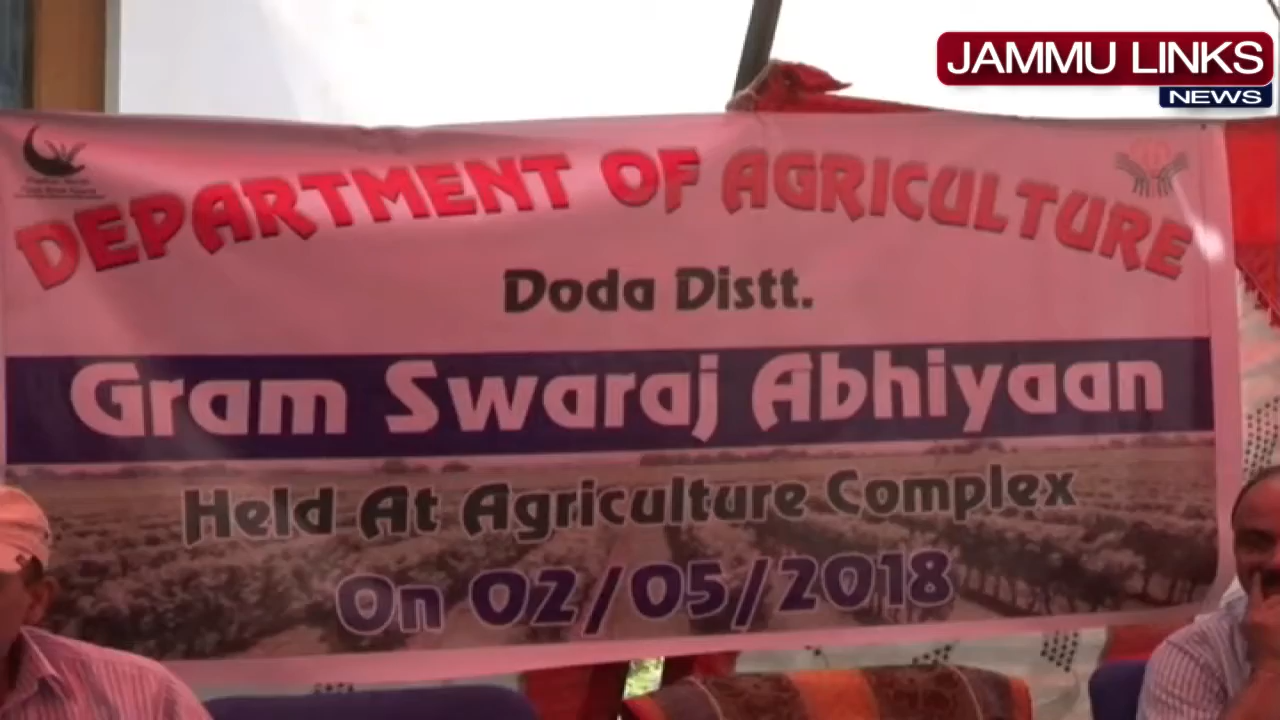 JAMMU LINKS
NEWS
DEPARTMENT OF AGRICULTURE
Doda Distt.
Gram Swaraj Abhiyaan
Held At Agriculture Complex
On 02/05/2018